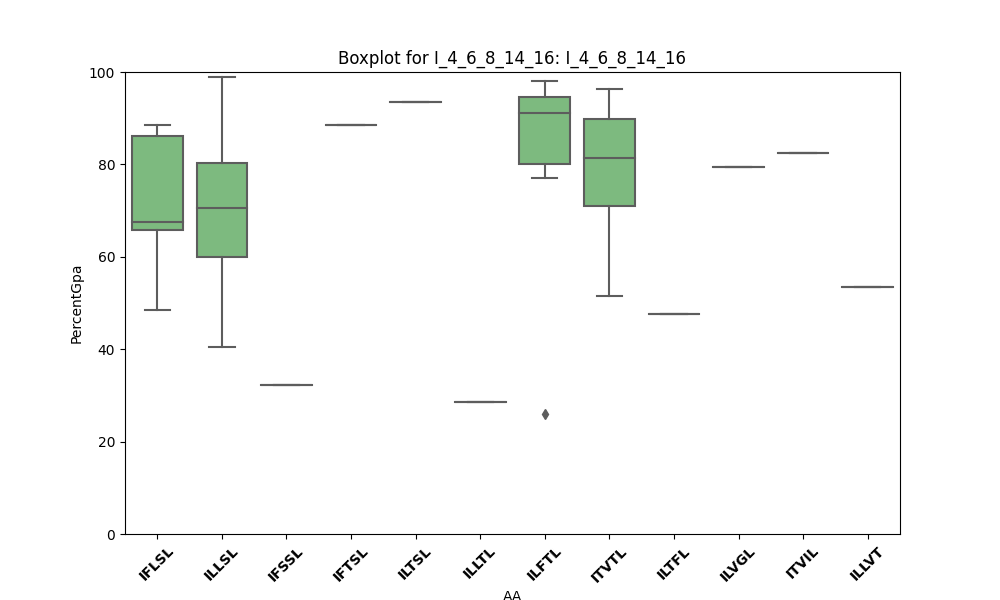 Boxplot for I_4_6_8_14_16: I_4_6_8_14_16
100
80
60
40
20
0
PercentGpa
IFLSL
ILLSL
IFSSL
IFTSL
ILTSL
ILLTL
ILFTL
ITVTL
ILTFL
ILVGL
ITVIL
ILLVT
AA